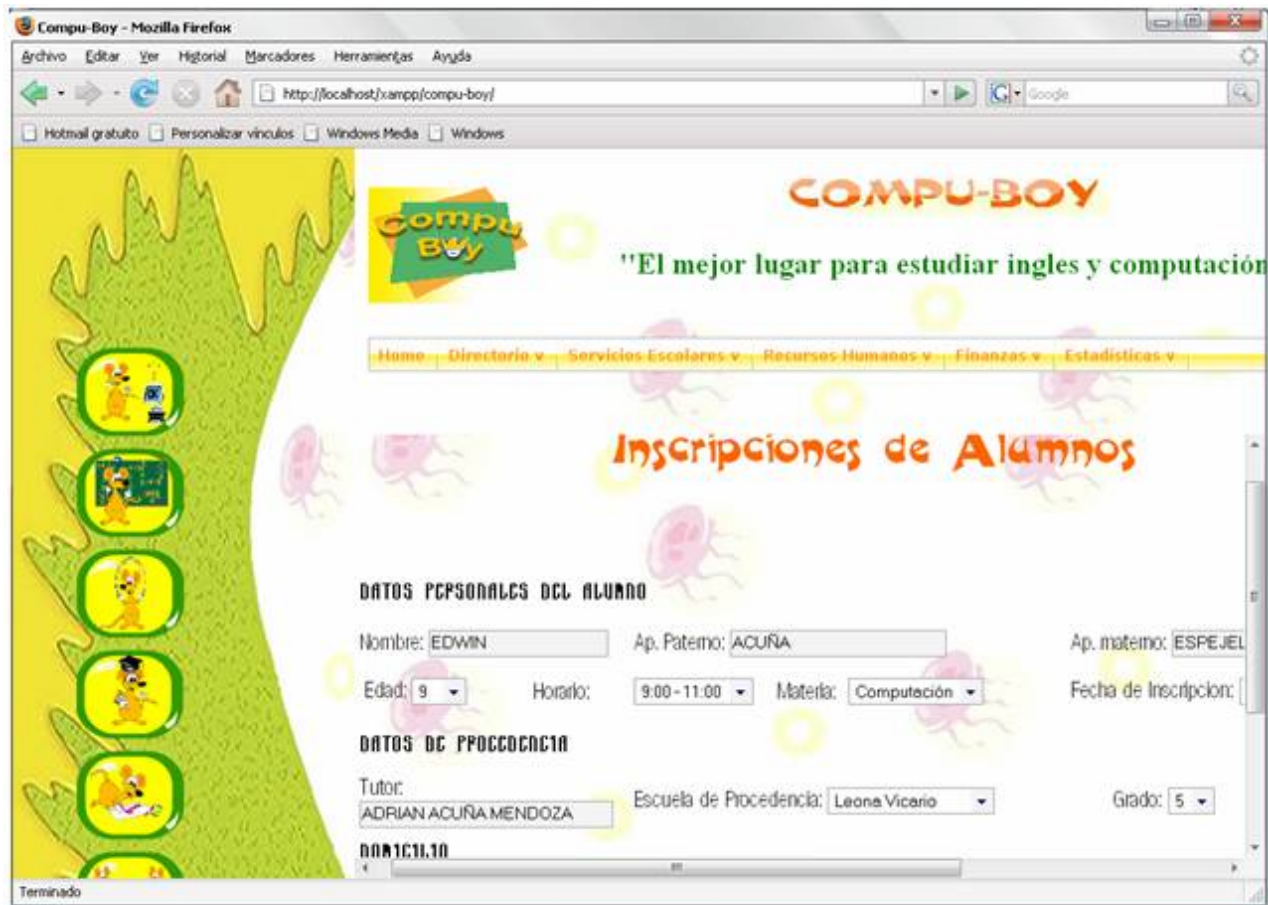 Compu-Boy - Mozilla Firefox
Archivo Editar Ver Historial Marcadores Herramientas Ayuda
http://localhost/xampp/compu-boy/ Google
Hotmail gratuito Personalizar vínculos Windows Media Windows
COMPU-BOY
Compu
Boy
"El mejor lugar para estudiar ingles y computación
Home Directorio v Servicios Escolares v Recursos Humanos v Finanzas v Estadísticas v
Inscripciones de Alumnos
DATOS PERSONALES DEL ALUMNO
Nombre: EDWIN Ap. Paterno: ACUÑA Ap. materno: ESPEJEL
Edad: 9 Horario: 9:00 - 11:00 Materia: Computación Fecha de Inscripcion:
DATOS DE PROCEDENCIA
Tutor:
ADRIAN ACUÑA MENDOZA Escuela de Procedencia: Leona Vicario Grado: 5
DOMICILIO
Terminado